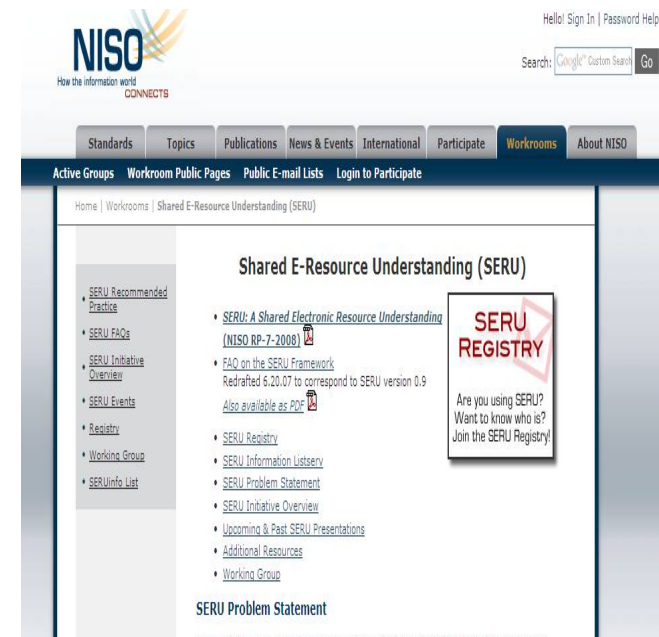 Hello! Sign In | Password Help
NISO
How the information world
CONNECTS
Search: Google™ Custom Search Go
Standards Topics Publications News & Events International Participate Workrooms About NISO
Active Groups Workroom Public Pages Public E-mail Lists Login to Participate
Home | Workrooms | Shared E-Resource Understanding (SERU)
• SERU Recommended
Practice
• SERU FAQs
• SERU Initiative
Overview
• SERU Events
• Registry
• Working Group
• SERUinfo List
Shared E-Resource Understanding (SERU)
• SERU: A Shared Electronic Resource Understanding
(NISO RP-7-2008)
• FAQ on the SERU Framework
Redrafted 6.20.07 to correspond to SERU version 0.9
Also available as PDF
• SERU Registry
• SERU Information Listserv
• SERU Problem Statement
• SERU Initiative Overview
• Upcoming & Past SERU Presentations
• Additional Resources
• Working Group
SERU
REGISTRY
Are you using SERU?
Want to know who is?
Join the SERU Registry!
SERU Problem Statement